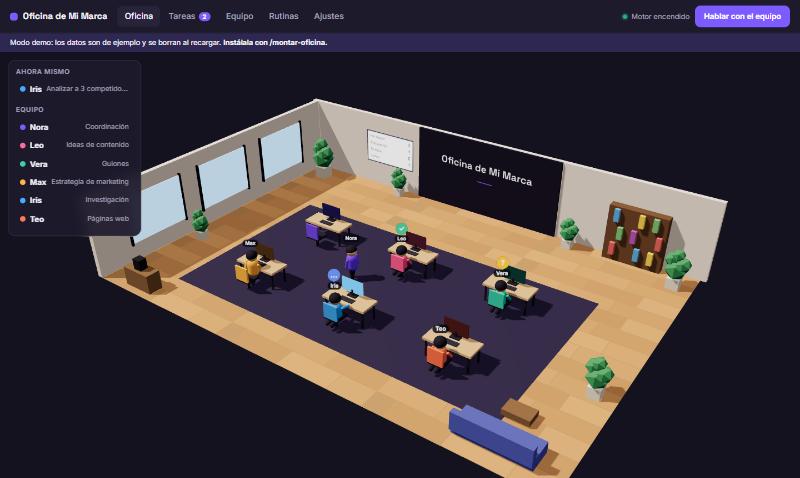 Oficina de Mi Marca
Oficina
Tareas 2
Equipo
Rutinas
Ajustes
Motor encendido
Hablar con el equipo
Modo demo: los datos son de ejemplo y se borran al recargar. Instálala con /montar-oficina.
AHORA MISMO
Iris Analizar a 3 competido...
EQUIPO
Nora Coordinación
Leo Ideas de contenido
Vera Guiones
Max Estrategia de marketing
Iris Investigación
Teo Páginas web
Oficina de Mi Marca
Max
Nora
Leo
Iris
Vera
Teo